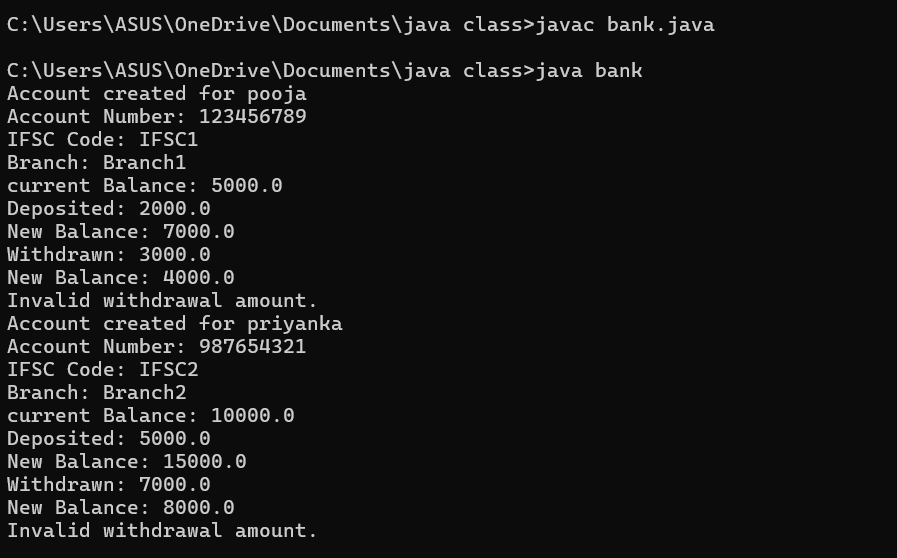 C:\Users\ASUS\OneDrive\Documents\java class>javac bank.java
C:\Users\ASUS\OneDrive\Documents\java class>java bank
Account created for pooja
Account Number: 123456789
IFSC Code: IFSC1
Branch: Branch1
current Balance: 5000.0
Deposited: 2000.0
New Balance: 7000.0
Withdrawn: 3000.0
New Balance: 4000.0
Invalid withdrawal amount.
Account created for priyanka
Account Number: 987654321
IFSC Code: IFSC2
Branch: Branch2
current Balance: 10000.0
Deposited: 5000.0
New Balance: 15000.0
Withdrawn: 7000.0
New Balance: 8000.0
Invalid withdrawal amount.